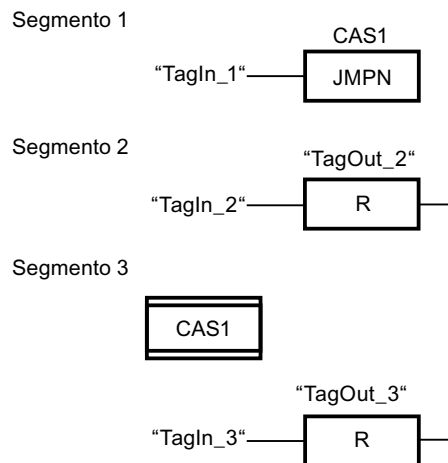 Segmento 1
CAS1
“TagIn_1“
JMPN
Segmento 2
“TagOut_2“
“TagIn_2“
R
Segmento 3
CAS1
“TagOut_3“
“TagIn_3“
R